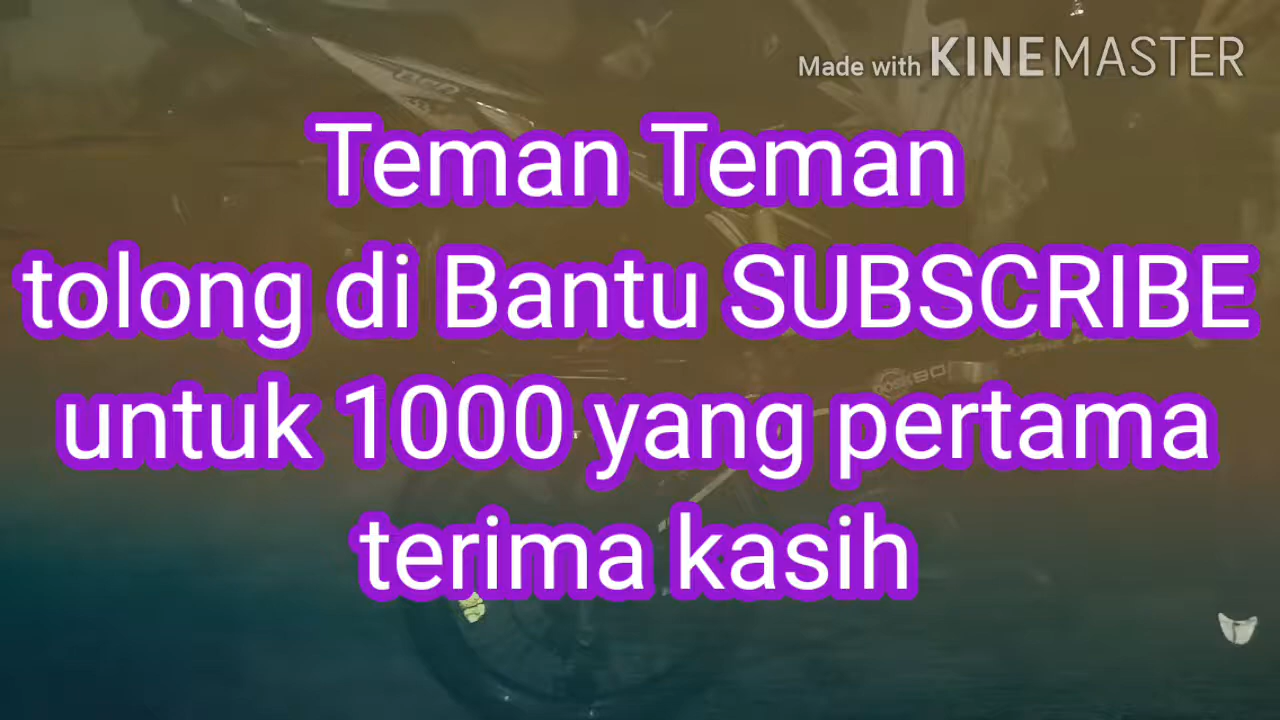 Made with KINEMASTER
Teman Teman
tolong di Bantu SUBSCRIBE
untuk 1000 yang pertama
terima kasih